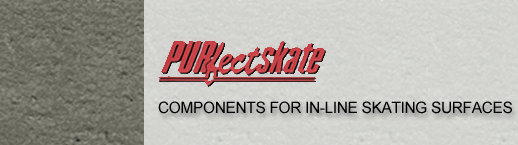 PURfectskate
COMPONENTS FOR IN-LINE SKATING SURFACES